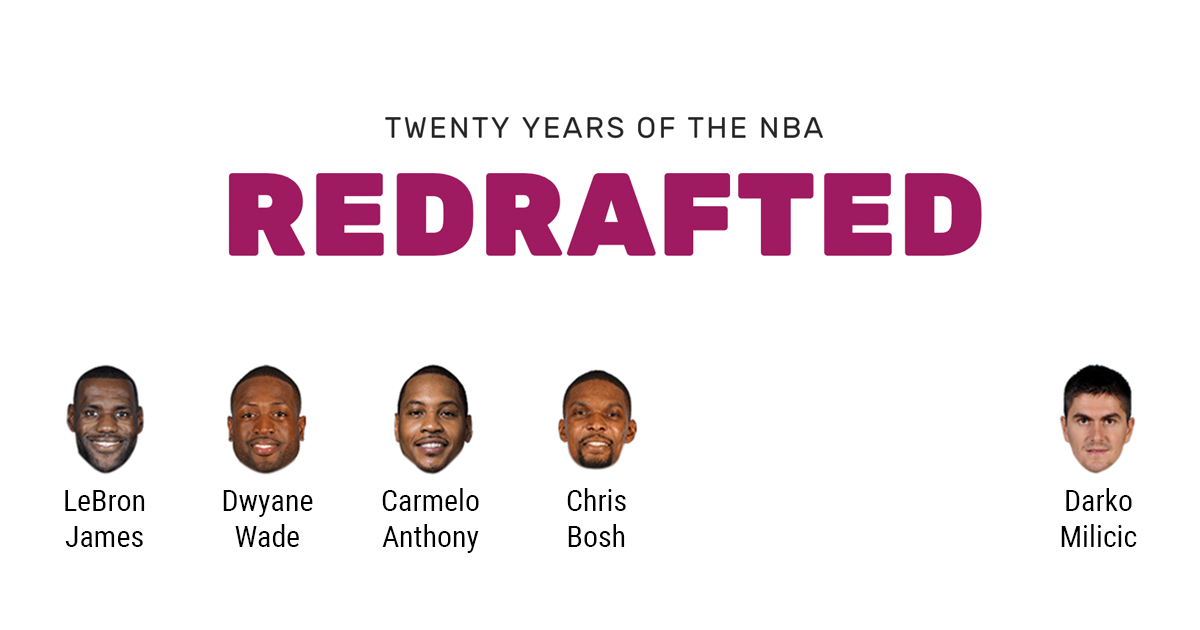 TWENTY YEARS OF THE NBA
REDRAFTED
LeBron James
Dwyane Wade
Carmelo Anthony
Chris Bosh
Darko Milicic